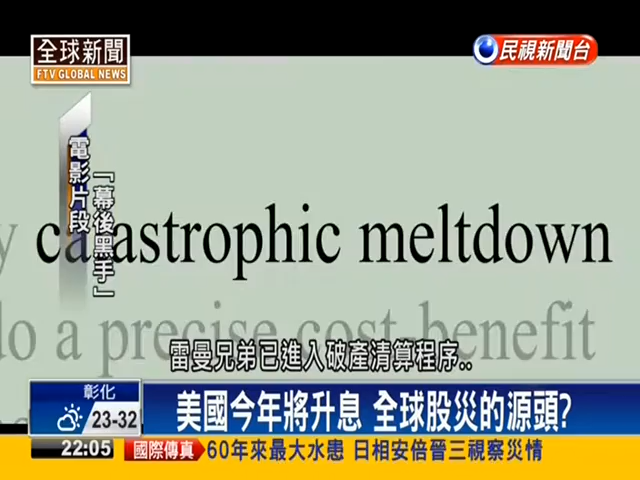 全球新聞
FTV GLOBAL NEWS
民視新聞台
電影片段
「幕後黑手」
y catastrophic meltdown
do a precise cost-benefit
雷曼兄弟已進入破產清算程序..
彰化
23-32
美國今年將升息 全球股災的源頭?
22:05
國際傳真
60年來最大水患 日相安倍晉三視察災情